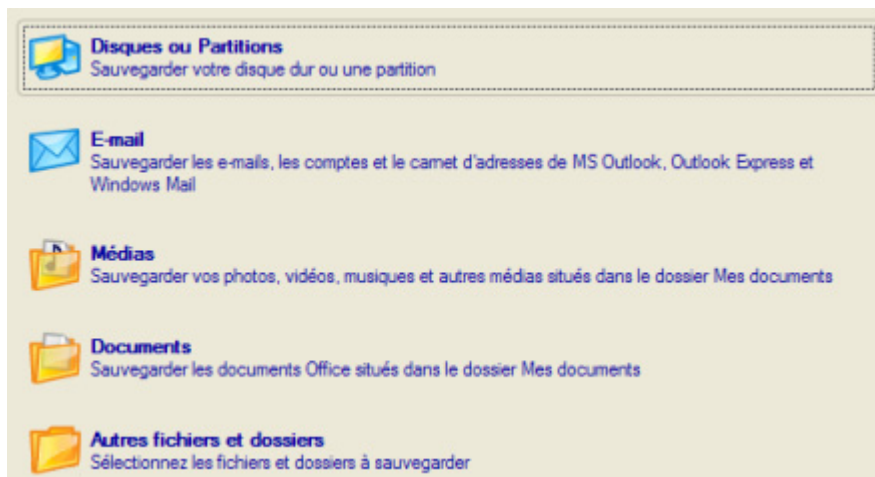 Disques ou Partitions
Sauvegarder votre disque dur ou une partition
E-mail
Sauvegarder les e-mails, les comptes et le carnet d'adresses de MS Outlook, Outlook Express et
Windows Mail
Médias
Sauvegarder vos photos, vidéos, musiques et autres médias situés dans le dossier Mes documents
Documents
Sauvegarder les documents Office situés dans le dossier Mes documents
Autres fichiers et dossiers
Sélectionnez les fichiers et dossiers à sauvegarder